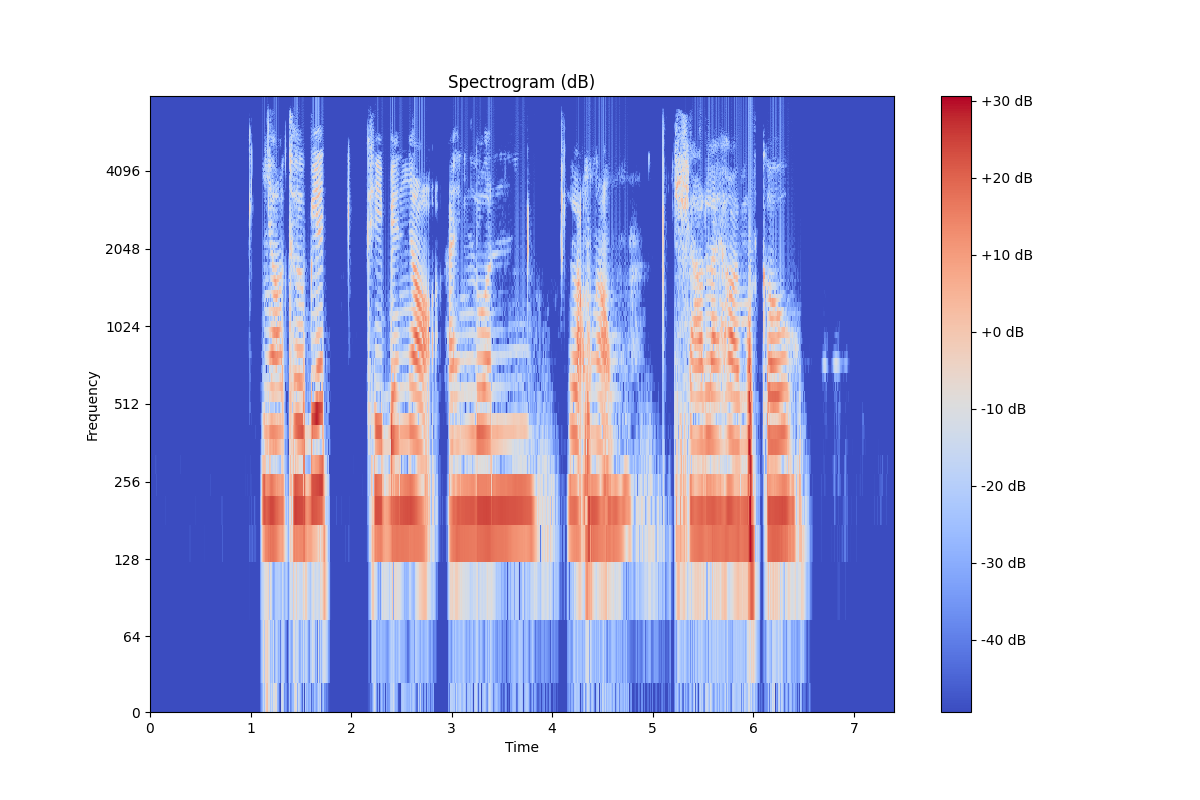 Spectrogram (dB)
+30 dB
+20 dB
+10 dB
+0 dB
-10 dB
-20 dB
-30 dB
-40 dB
Frequency
4096
2048
1024
512
256
128
64
0
0 1 2 3 4 5 6 7
Time